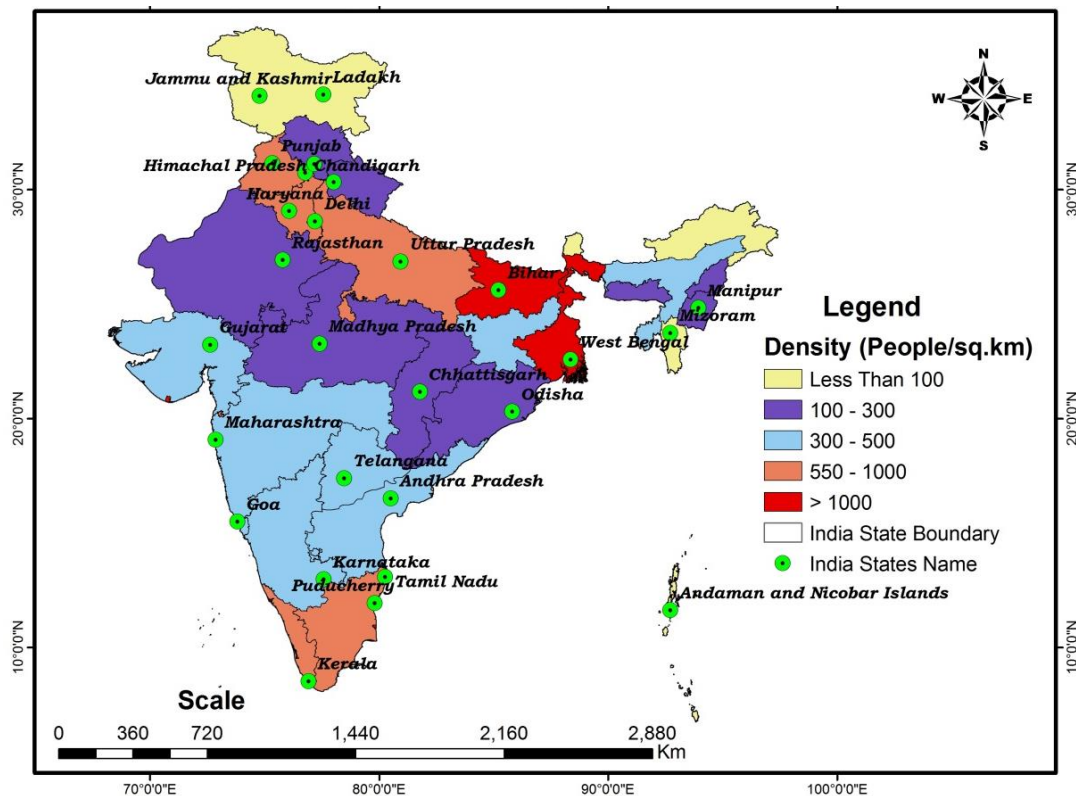 N
W E
S
Jammu and Kashmir Ladakh
Punjab
Himachal Pradesh Chandigarh
Haryana
Delhi
Rajasthan
Uttar Pradesh
Bihar
Manipur
Mizoram
Gujarat
Madhya Pradesh
West Bengal
Chhattisgarh
Odisha
Maharashtra
Telangana
Andhra Pradesh
Goa
Karnataka
Tamil Nadu
Puducherry
Andaman and Nicobar Islands
Kerala
Legend
Density (People/sq.km)
Less Than 100
100 - 300
300 - 500
550 - 1000
> 1000
India State Boundary
India States Name
Scale
0 360 720 1,440 2,160 2,880
Km
30°0'0"N
20°0'0"N
10°0'0"N
30°0'0"N
20°0'0"N
10°0'0"N
70°0'0"E 80°0'0"E 90°0'0"E 100°0'0"E